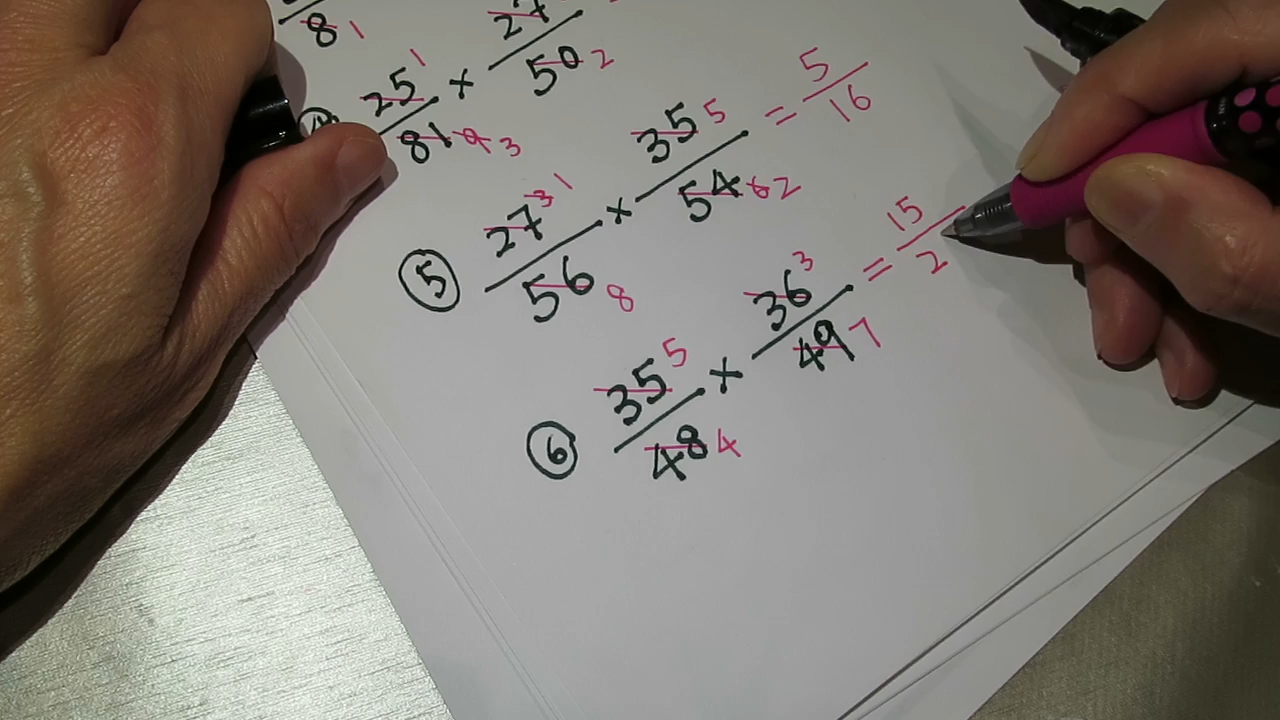 8 1
25 1 / 81 9 3 × 27 / 50 2
⑤ 27 3 1 / 56 8 × 35 5 / 54 6 2 = 5/16
⑥ 35 5 / 48 4 × 36 3 / 49 7 = 15/2